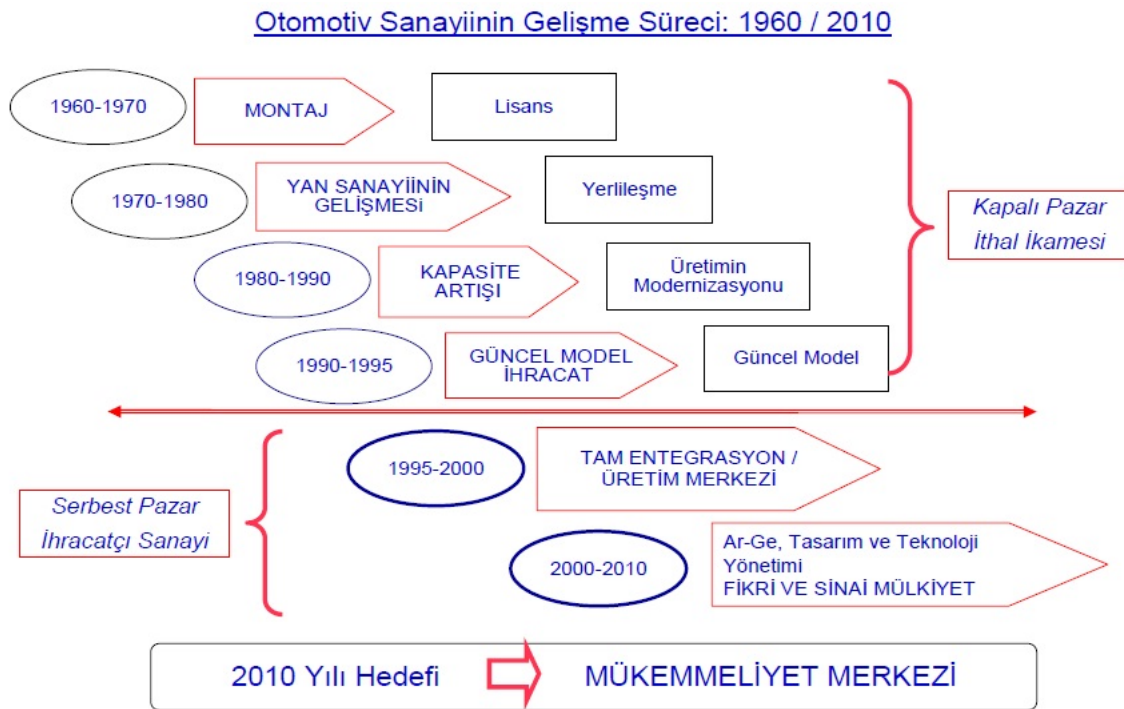 Otomotiv Sanayiinin Gelişme Süreci: 1960 / 2010
1960-1970
MONTAJ
Lisans
1970-1980
YAN SANAYİİNİN
GELİŞMESİ
Yerlileşme
1980-1990
KAPASİTE
ARTIŞI
Üretimin
Modernizasyonu
1990-1995
GÜNCEL MODEL
İHRACAT
Güncel Model
Kapalı Pazar
İthal İkamesi
1995-2000
TAM ENTEGRASYON /
ÜRETİM MERKEZİ
Serbest Pazar
İhracatçı Sanayi
2000-2010
Ar-Ge, Tasarım ve Teknoloji
Yönetimi
FİKRİ VE SİNAİ MÜLKİYET
2010 Yılı Hedefi
MÜKEMMELİYET MERKEZİ